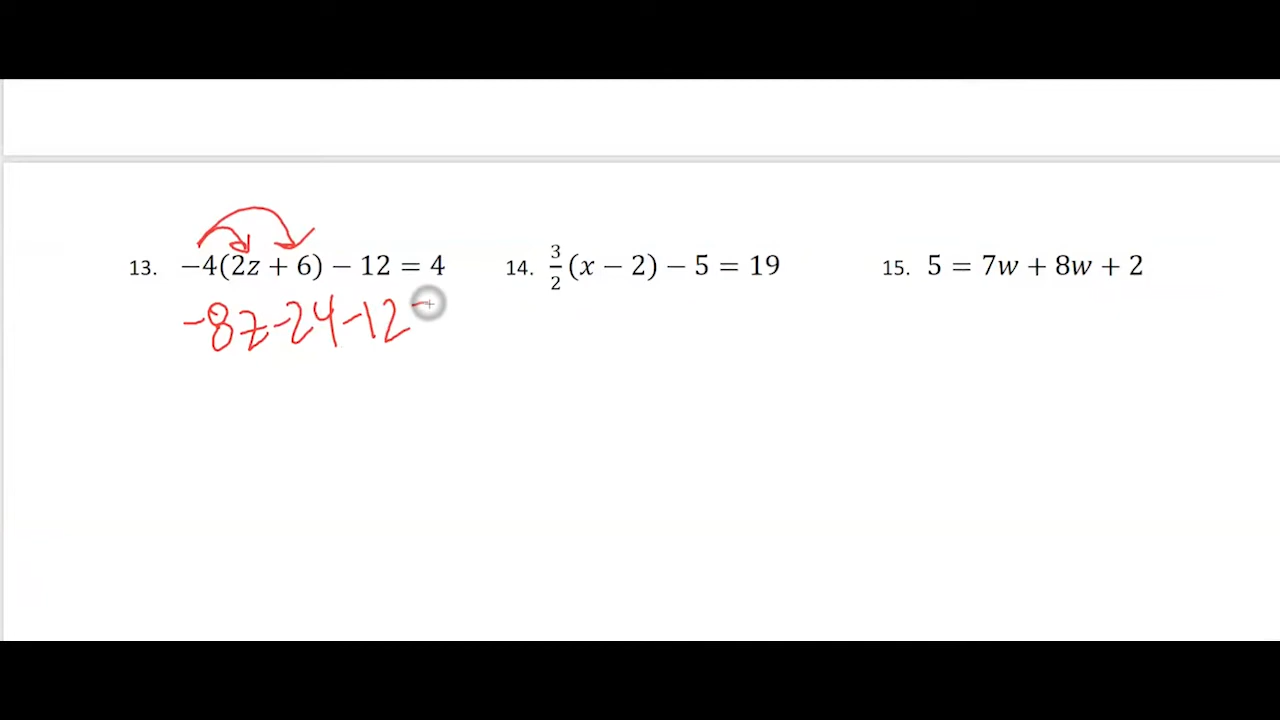 13. −4(2z + 6) − 12 = 4
-8z-24-12
14. 3/2 (x − 2) − 5 = 19
15. 5 = 7w + 8w + 2